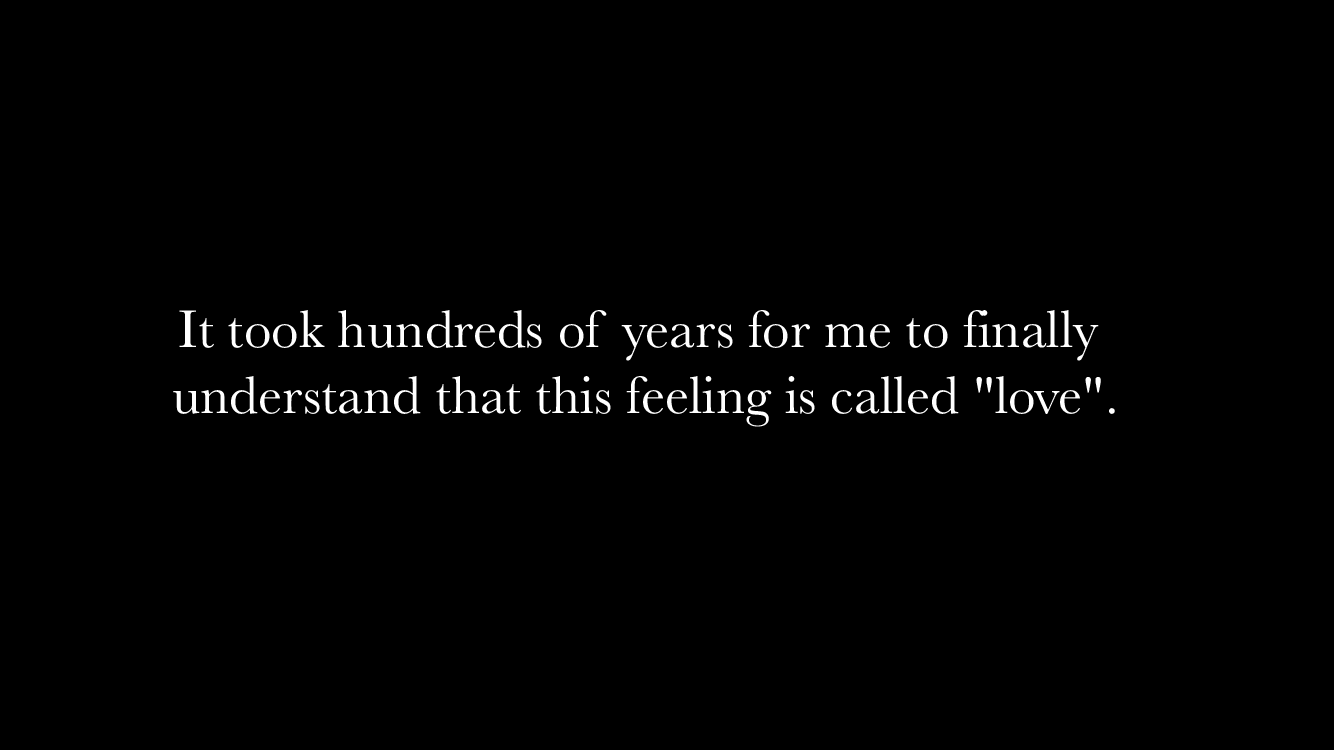 It took hundreds of years for me to finally
understand that this feeling is called "love".